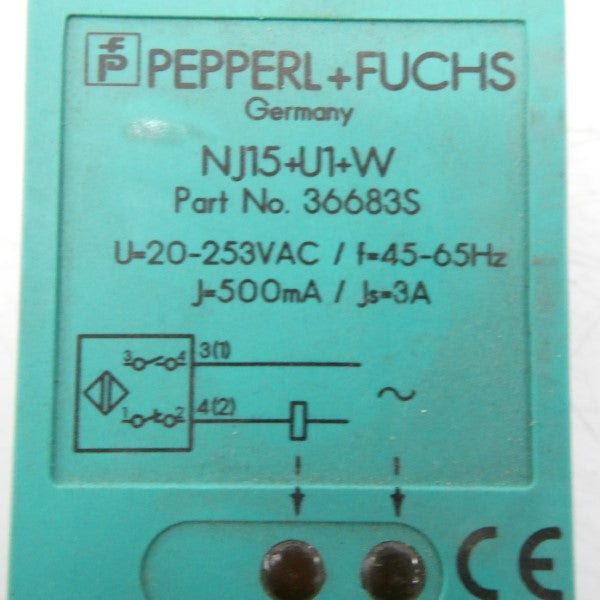 fP PEPPERL+FUCHS
Germany
NJ15+U1+W
Part No. 36683S
U=20-253VAC / f=45-65Hz
J=500mA / Js=3A
3 4 3(1)
1 2 4(2)
~
CE